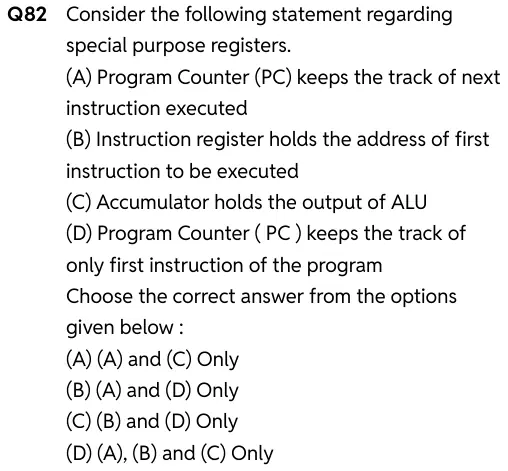 Q82 Consider the following statement regarding
special purpose registers.
(A) Program Counter (PC) keeps the track of next
instruction executed
(B) Instruction register holds the address of first
instruction to be executed
(C) Accumulator holds the output of ALU
(D) Program Counter ( PC ) keeps the track of
only first instruction of the program
Choose the correct answer from the options
given below :
(A) (A) and (C) Only
(B) (A) and (D) Only
(C) (B) and (D) Only
(D) (A), (B) and (C) Only